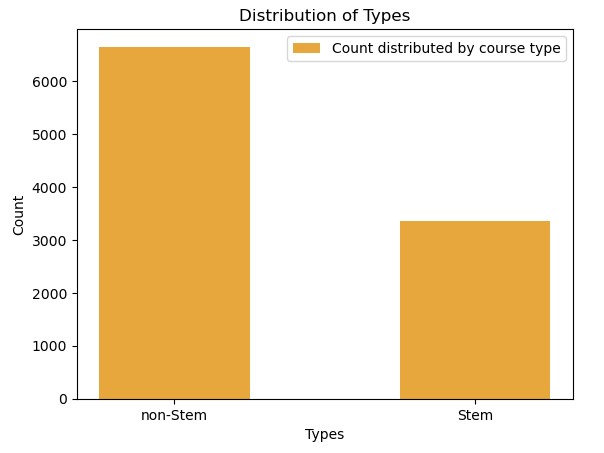 Distribution of Types
Count distributed by course type
6000
5000
4000
3000
2000
1000
0
Count
non-Stem
Stem
Types